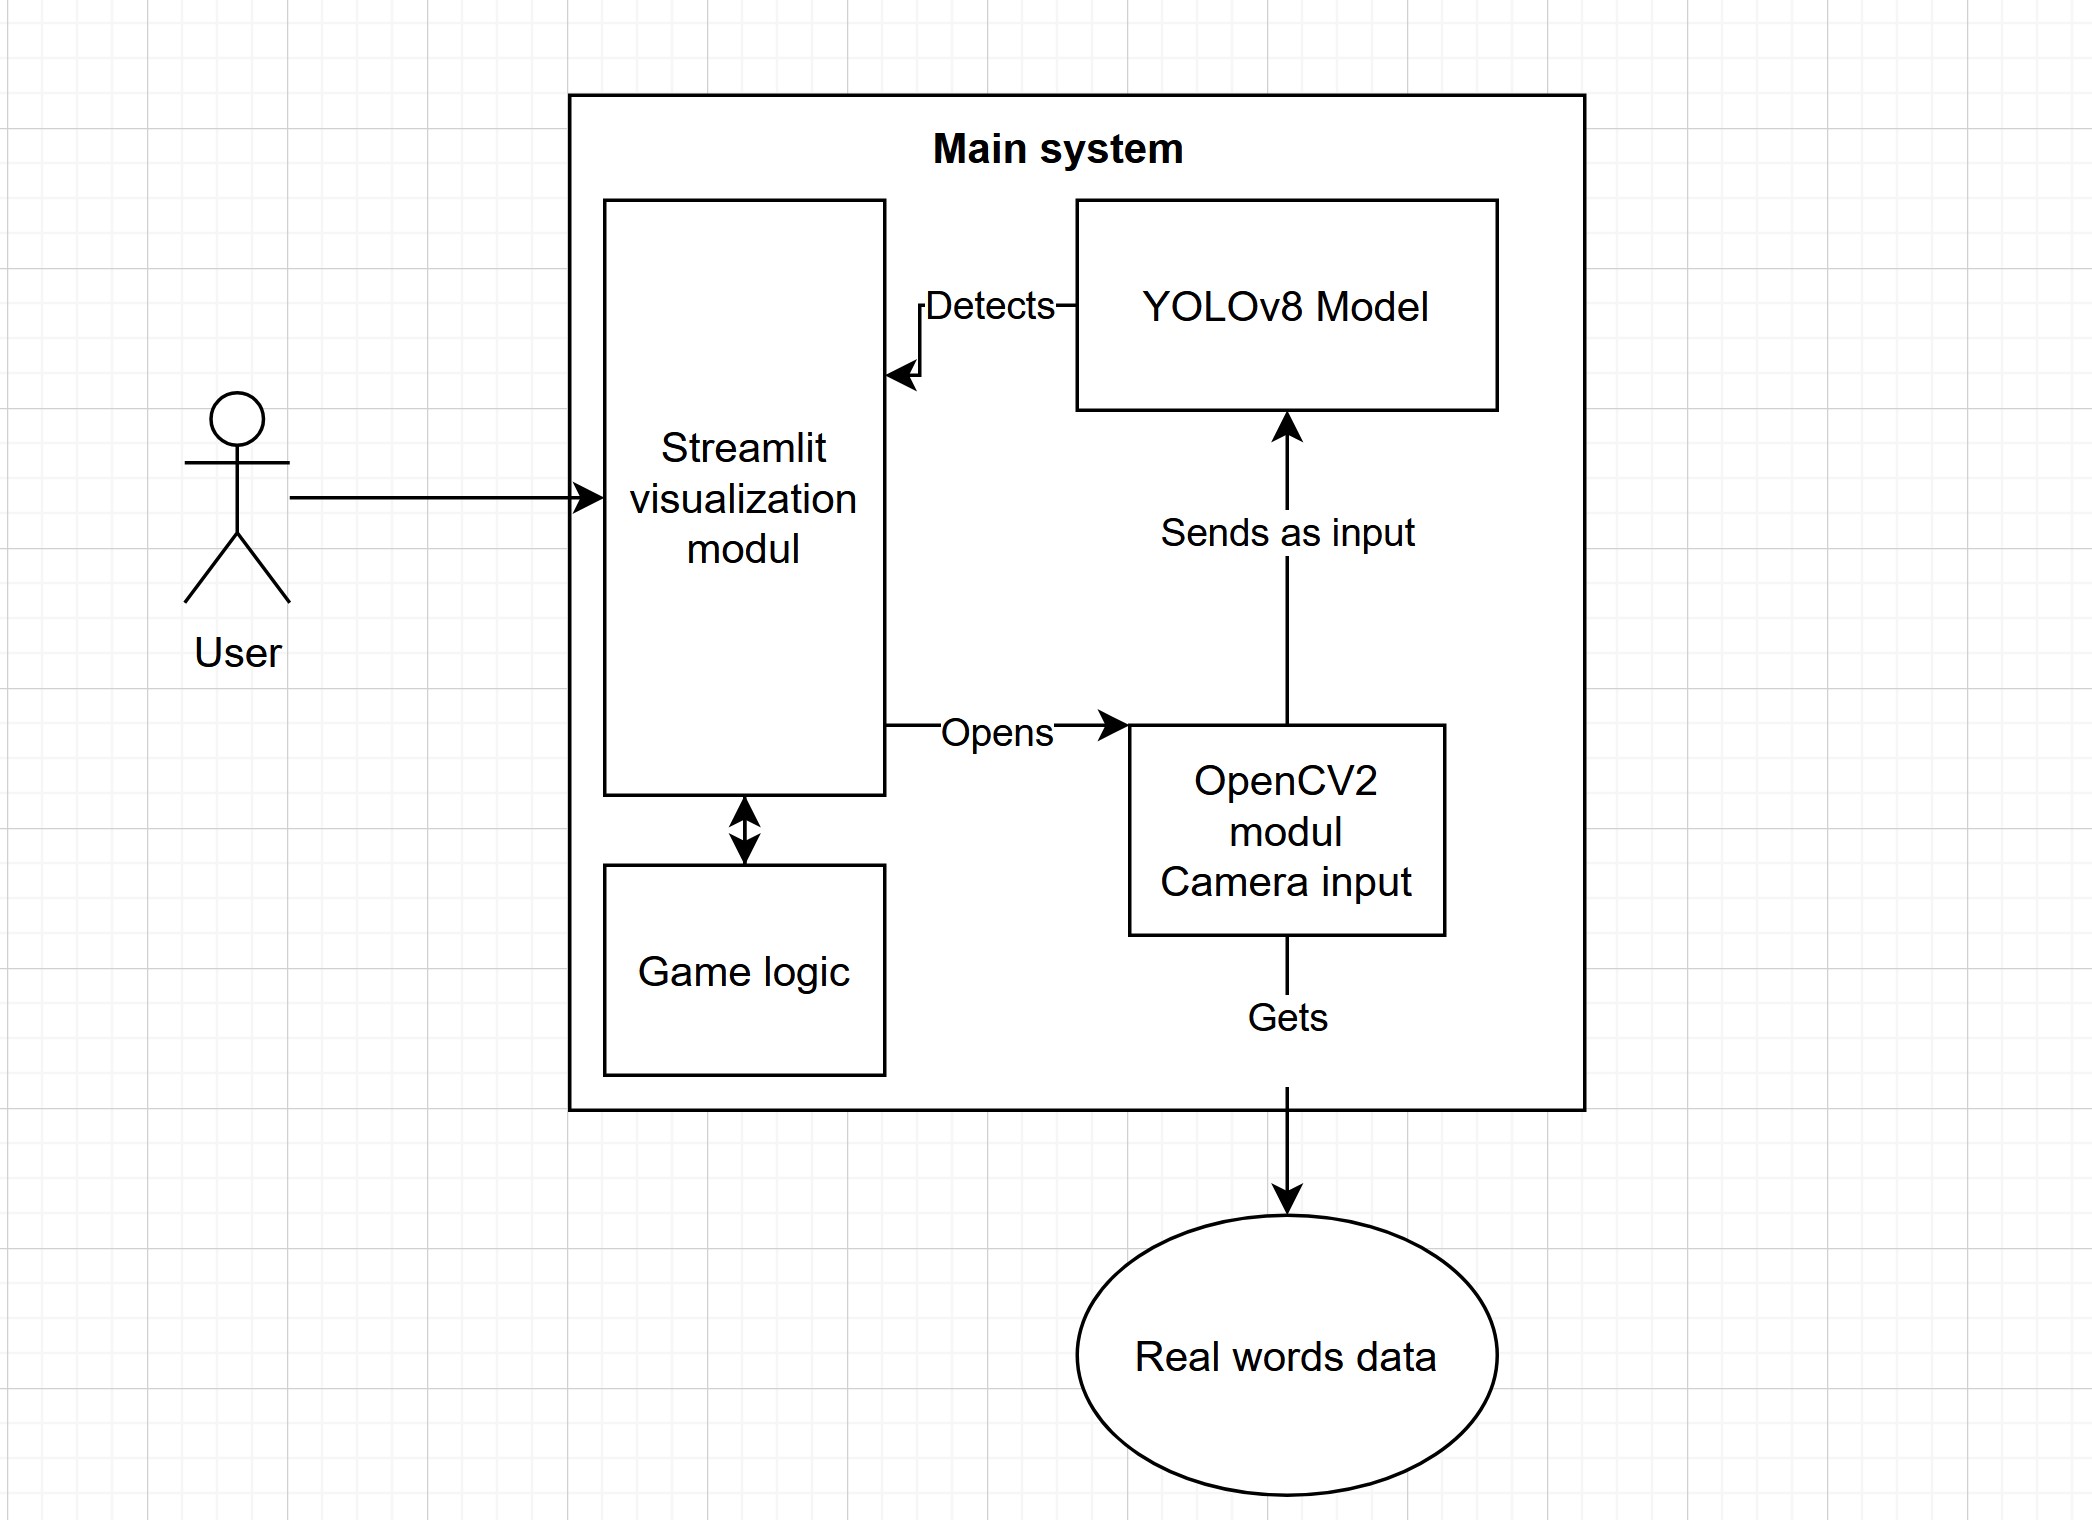 Main system
Streamlit
visualization
modul
Detects
YOLOv8 Model
Sends as input
User
Opens
OpenCV2
modul
Camera input
Game logic
Gets
Real words data